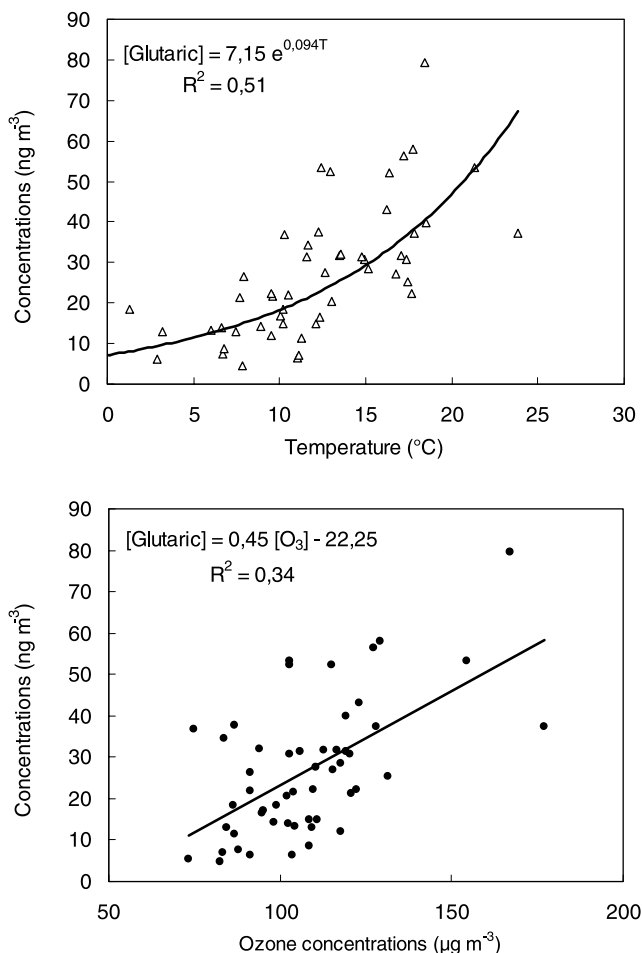 90
[Glutaric] = 7,15 e^0,094T
80
R² = 0,51
70
60
50
40
30
20
10
0
Concentrations (ng m⁻³)
0 5 10 15 20 25 30
Temperature (°C)
90
[Glutaric] = 0,45 [O₃] - 22,25
80
R² = 0,34
70
60
50
40
30
20
10
0
Concentrations (ng m⁻³)
50 100 150 200
Ozone concentrations (µg m⁻³)